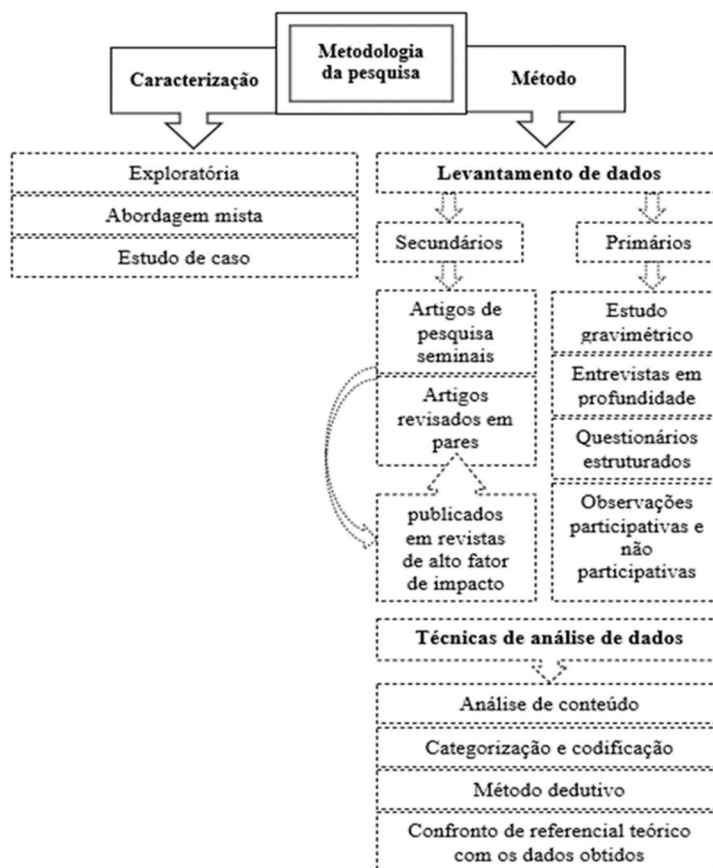 Metodologia
da pesquisa
Caracterização
Método
Exploratória
Abordagem mista
Estudo de caso
Levantamento de dados
Secundários
Primários
Artigos de
pesquisa
seminais
Artigos
revisados em
pares
publicados
em revistas
de alto fator
de impacto
Estudo
gravimétrico
Entrevistas em
profundidade
Questionários
estruturados
Observações
participativas e
não
participativas
Técnicas de análise de dados
Análise de conteúdo
Categorização e codificação
Método dedutivo
Confronto de referencial teórico
com os dados obtidos